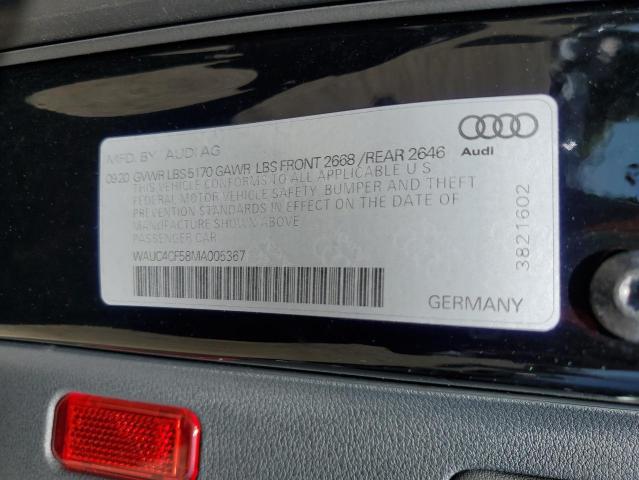 MFD. BY AUDI AG
09.20 GVWR LBS 5170 GAWR LBS FRONT 2668 /REAR 2646
THIS VEHICLE CONFORMS TO ALL APPLICABLE U S
FEDERAL MOTOR VEHICLE SAFETY, BUMPER AND THEFT
PREVENTION STANDARDS IN EFFECT ON THE DATE OF
MANUFACTURE SHOWN ABOVE:
PASSENGER CAR
WAUC4CF58MA005367
Audi
3821602
GERMANY